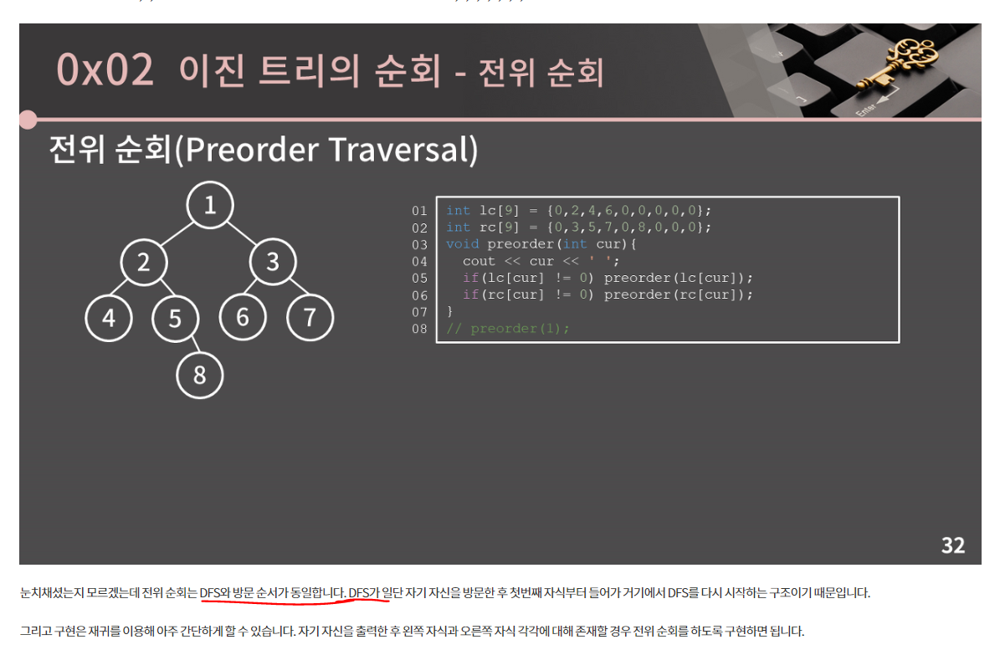 0x02 이진 트리의 순회 - 전위 순회
Enter
전위 순회(Preorder Traversal)
1
2
3
4
5
6
7
8
01 int lc[9] = {0,2,4,6,0,0,0,0,0};
02 int rc[9] = {0,3,5,7,0,8,0,0,0};
03 void preorder(int cur){
04 cout << cur << ' ';
05 if(lc[cur] != 0) preorder(lc[cur]);
06 if(rc[cur] != 0) preorder(rc[cur]);
07 }
08 // preorder(1);
32
눈치채셨는지 모르겠는데 전위 순회는 DFS와 방문 순서가 동일합니다. DFS가 일단 자기 자신을 방문한 후 첫번째 자식부터 들어가 거기에서 DFS를 다시 시작하는 구조이기 때문입니다.
그리고 구현은 재귀를 이용해 아주 간단하게 할 수 있습니다. 자기 자신을 출력한 후 왼쪽 자식과 오른쪽 자식 각각에 대해 존재할 경우 전위 순회를 하도록 구현하면 됩니다.